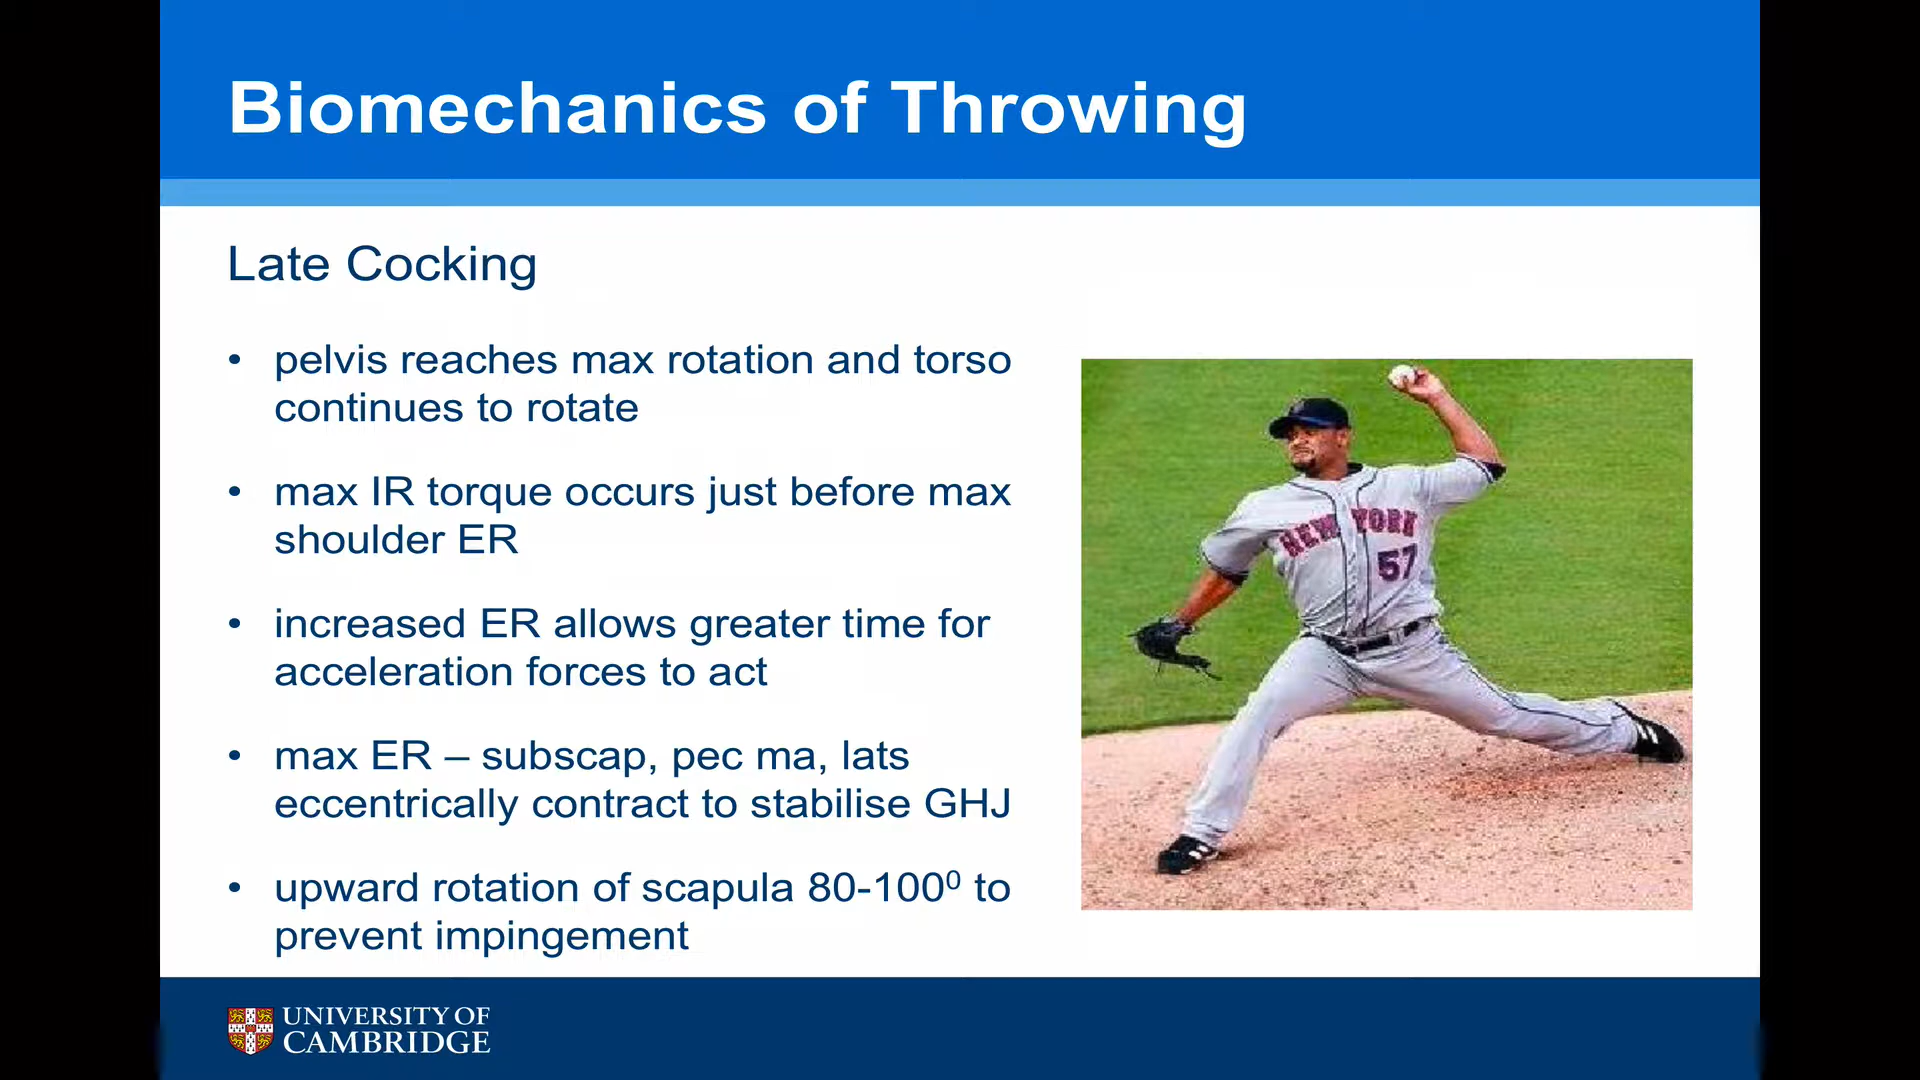 Biomechanics of Throwing
Late Cocking
• pelvis reaches max rotation and torso
continues to rotate
• max IR torque occurs just before max
shoulder ER
• increased ER allows greater time for
acceleration forces to act
• max ER – subscap, pec ma, lats
eccentrically contract to stabilise GHJ
• upward rotation of scapula 80-100⁰ to
prevent impingement
NEW YORK
57
UNIVERSITY OF
CAMBRIDGE